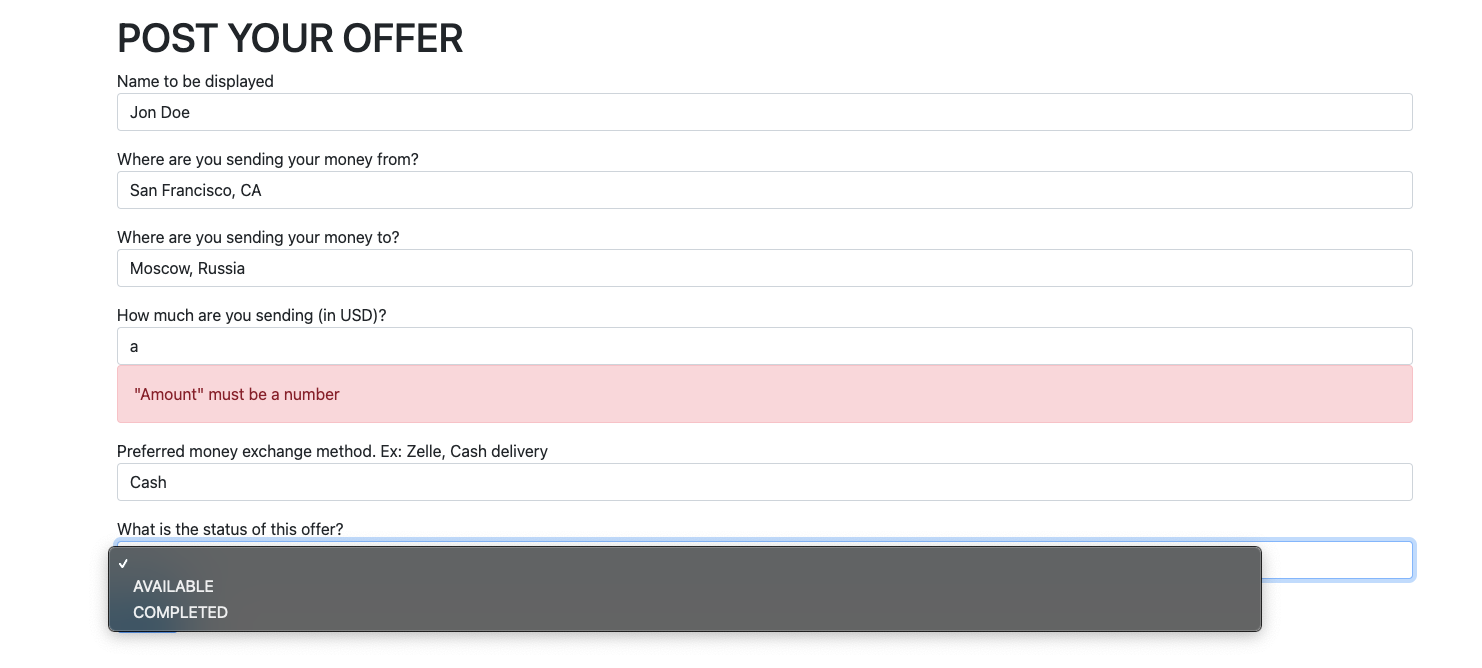 POST YOUR OFFER
Name to be displayed
Jon Doe
Where are you sending your money from?
San Francisco, CA
Where are you sending your money to?
Moscow, Russia
How much are you sending (in USD)?
a
"Amount" must be a number
Preferred money exchange method. Ex: Zelle, Cash delivery
Cash
What is the status of this offer?
AVAILABLE
COMPLETED